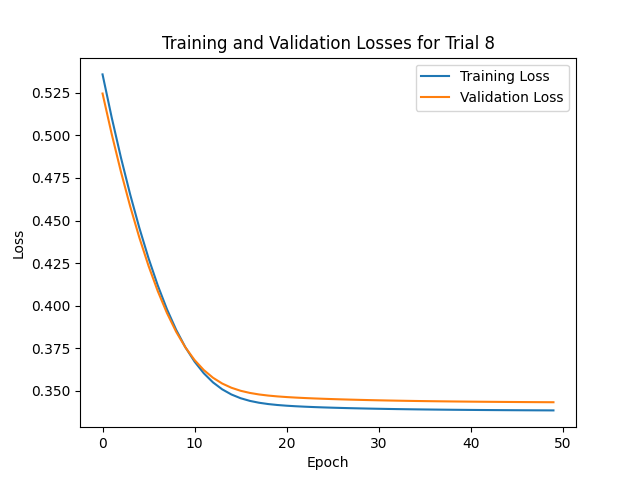 Training and Validation Losses for Trial 8
Training Loss
Validation Loss
Loss
0.525
0.500
0.475
0.450
0.425
0.400
0.375
0.350
0 10 20 30 40 50
Epoch